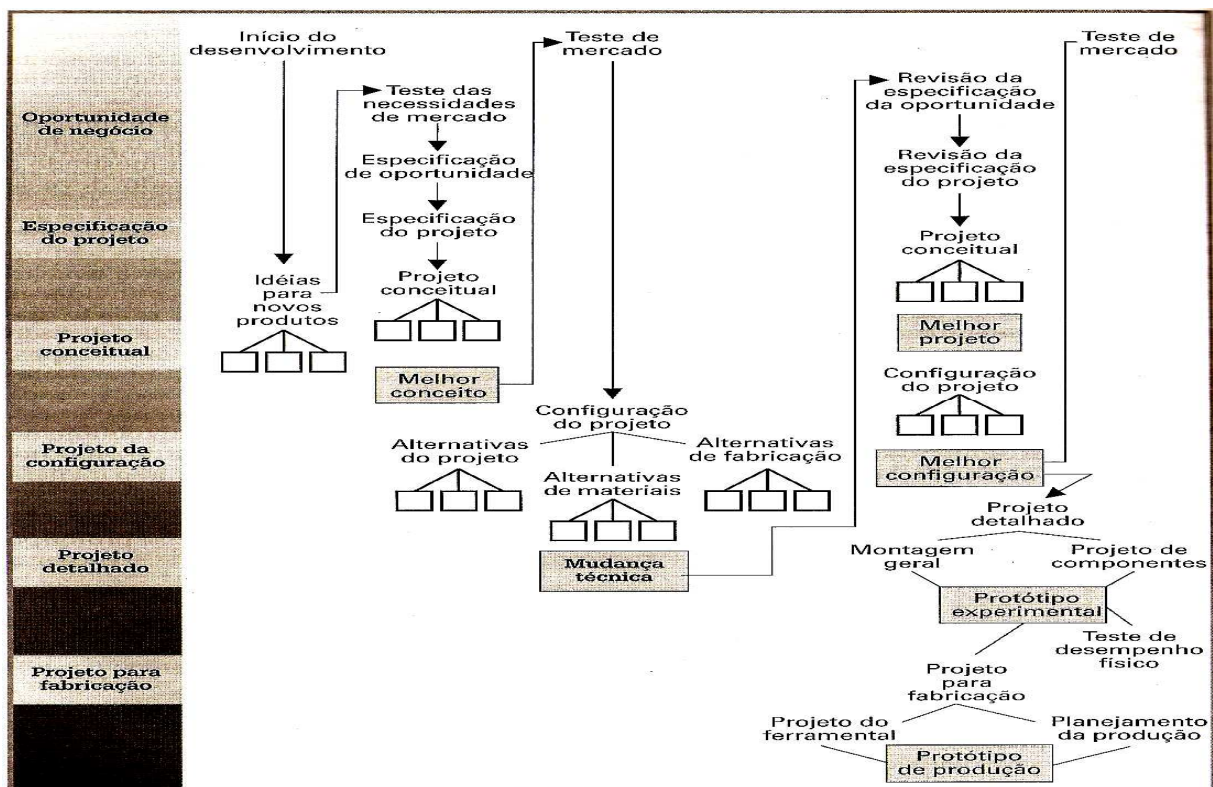 Oportunidade
de negócio
Especificação
do projeto
Projeto
conceitual
Projeto da
configuração
Projeto
detalhado
Projeto para
fabricação
Início do
desenvolvimento
Idéias
para
novos
produtos
Teste das
necessidades
de mercado
Especificação
de oportunidade
Especificação
do projeto
Projeto
conceitual
Melhor
conceito
Teste de
mercado
Configuração
do projeto
Alternativas
do projeto
Alternativas
de materiais
Alternativas
de fabricação
Mudança
técnica
Revisão da
especificação
da oportunidade
Revisão da
especificação
do projeto
Projeto
conceitual
Melhor
projeto
Configuração
do projeto
Melhor
configuração
Teste de
mercado
Projeto
detalhado
Montagem
geral
Projeto de
componentes
Protótipo
experimental
Teste de
desempenho
físico
Projeto
para
fabricação
Projeto do
ferramental
Planejamento
da produção
Protótipo
de produção